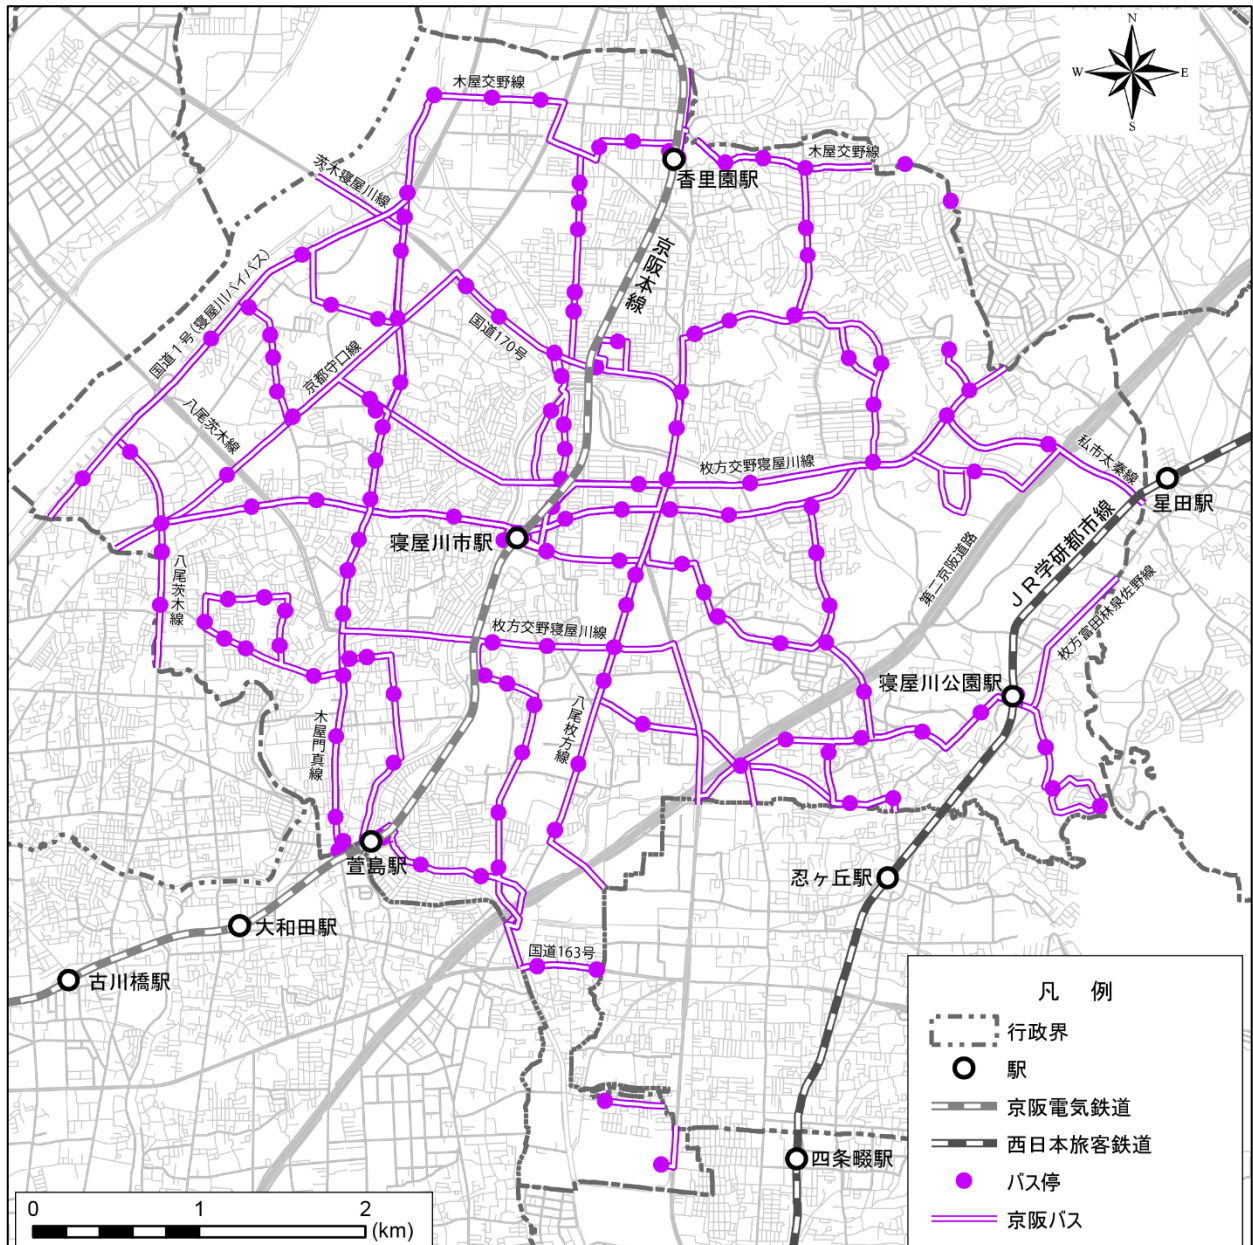 N
W
E
S
木屋交野線
木屋交野線
茨木寝屋川線
香里園駅
京阪本線
国道1号(寝屋川バイパス)
国道170号
京都守口線
八尾茨木線
枚方交野寝屋川線
私市太秦線
星田駅
寝屋川市駅
JR学研都市線
第二京阪道路
八尾茨木線
枚方富田林泉佐野線
枚方交野寝屋川線
寝屋川公園駅
八尾枚方線
木屋門真線
萱島駅
忍ヶ丘駅
大和田駅
国道163号
古川橋駅
四条畷駅
凡 例
行政界
駅
京阪電気鉄道
西日本旅客鉄道
バス停
京阪バス
0 1 2
(km)